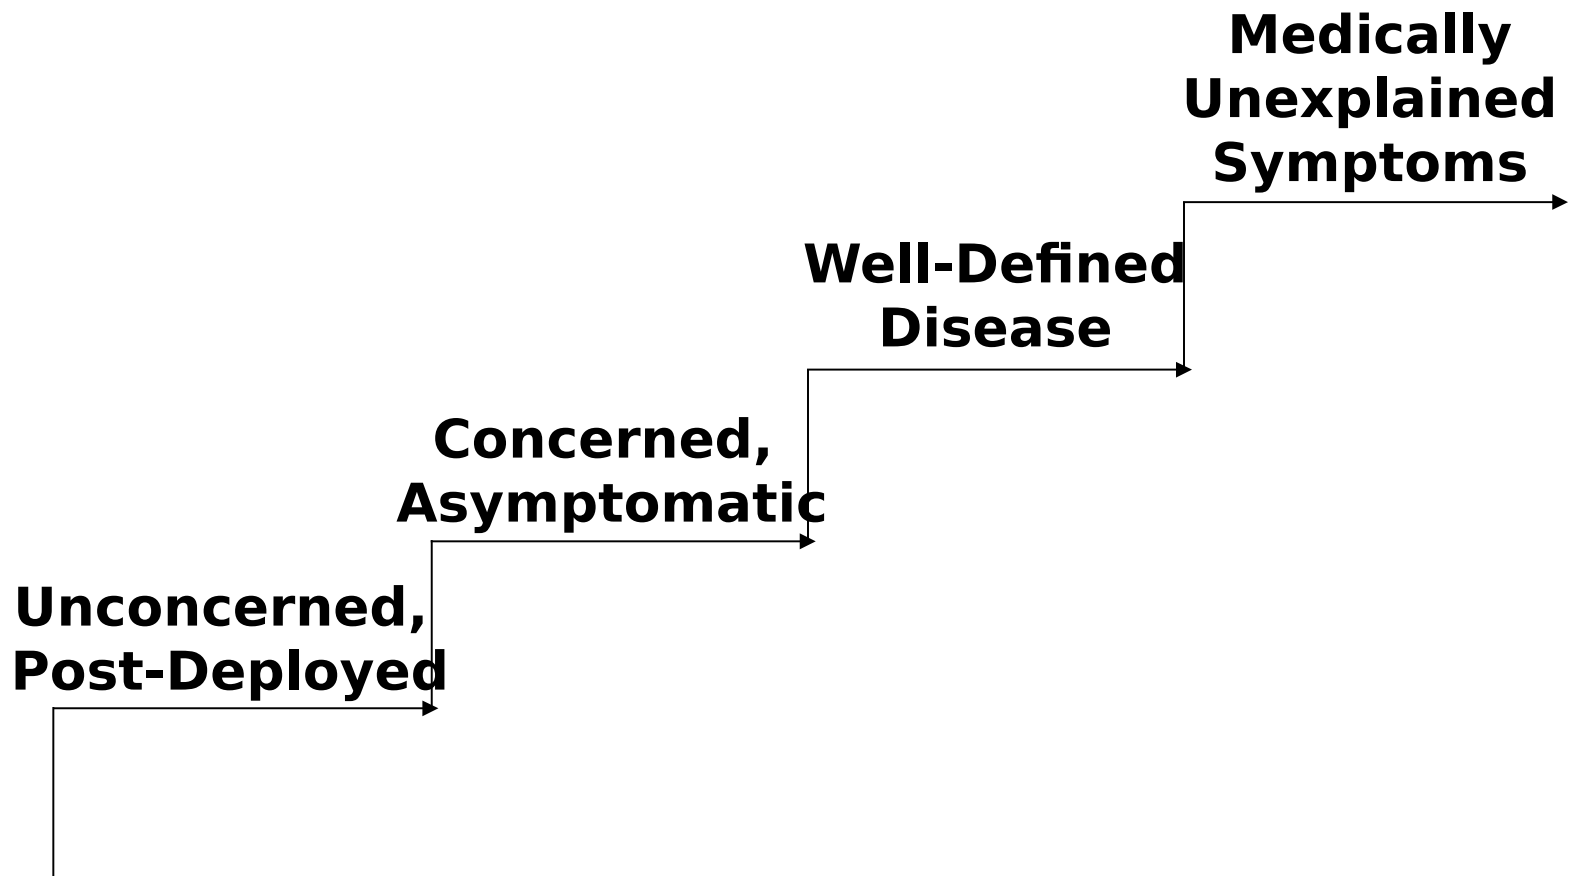 Medically
Unexplained
Symptoms
Well-Defined
Disease
Concerned,
Asymptomatic
Unconcerned,
Post-Deployed